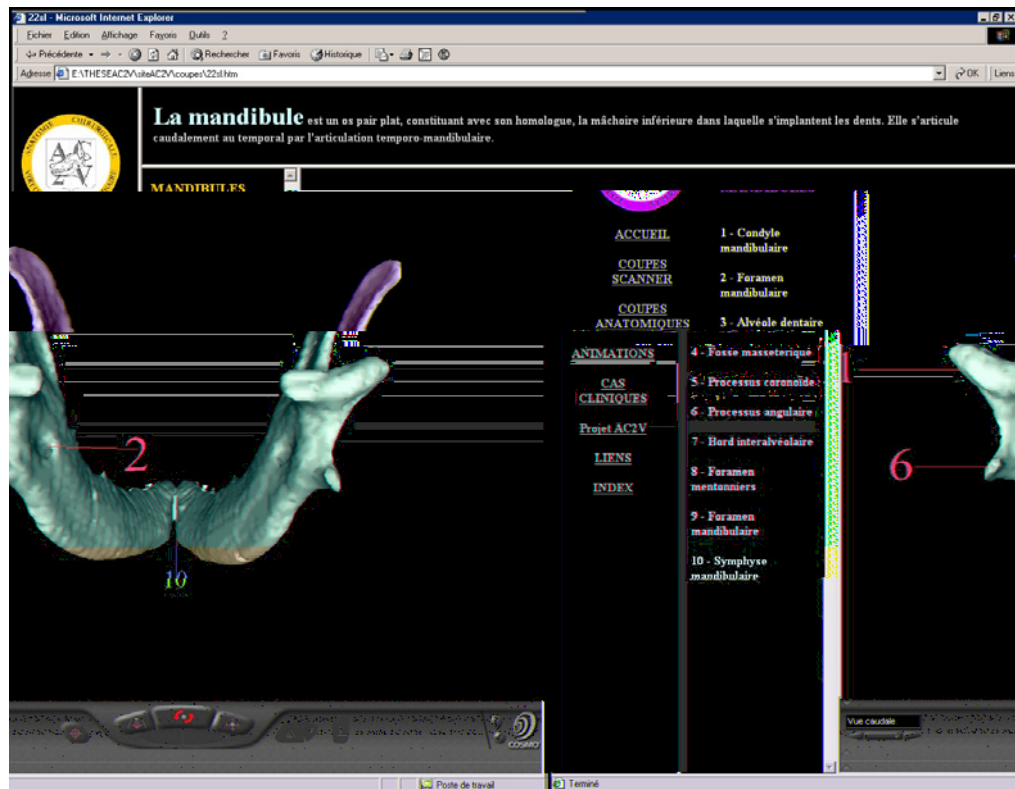 22sl - Microsoft Internet Explorer
Fichier Edition Affichage Favoris Outils ?
Précédente Rechercher Favoris Historique
Adresse E:\THESEAC2V\siteAC2V\coupes\22sl.htm OK Liens
ANATOMIE CHIRURGICALE
La mandibule est un os pair plat, constituant avec son homologue, la mâchoire inférieure dans laquelle s'implantent les dents. Elle s'articule
caudalement au temporal par l'articulation temporo-mandibulaire.
MANDIBULES
ACCUEIL
COUPES
SCANNER
COUPES
ANATOMIQUES
ANIMATIONS
CAS
CLINIQUES
Projet AC2V
LIENS
INDEX
1 - Condyle
mandibulaire
2 - Foramen
mandibulaire
3 - Alvéole dentaire
4 - Fosse masseterique
5 - Processus coronoïde
6 - Processus angulaire
7 - Bord interalvéolaire
8 - Foramen
mentonniers
9 - Foramen
mandibulaire
10 - Symphyse
mandibulaire
2
10
1
6
COSMO
Vue caudale
Poste de travail
Terminé